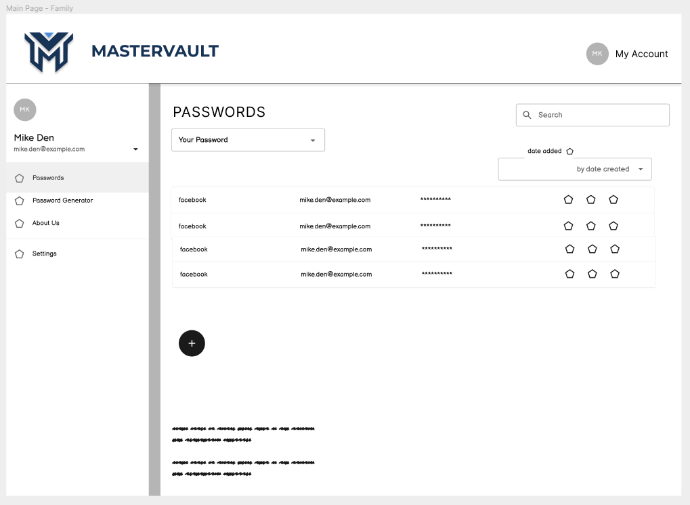 Main Page - Family
MASTERVAULT
MK
My Account
MK
Mike Den
mike.den@example.com
Passwords
Password Generator
About Us
Settings
PASSWORDS
Search
Your Password
date added
by date created
facebook mike.den@example.com **********
facebook mike.den@example.com **********
facebook mike.den@example.com **********
facebook mike.den@example.com **********
+